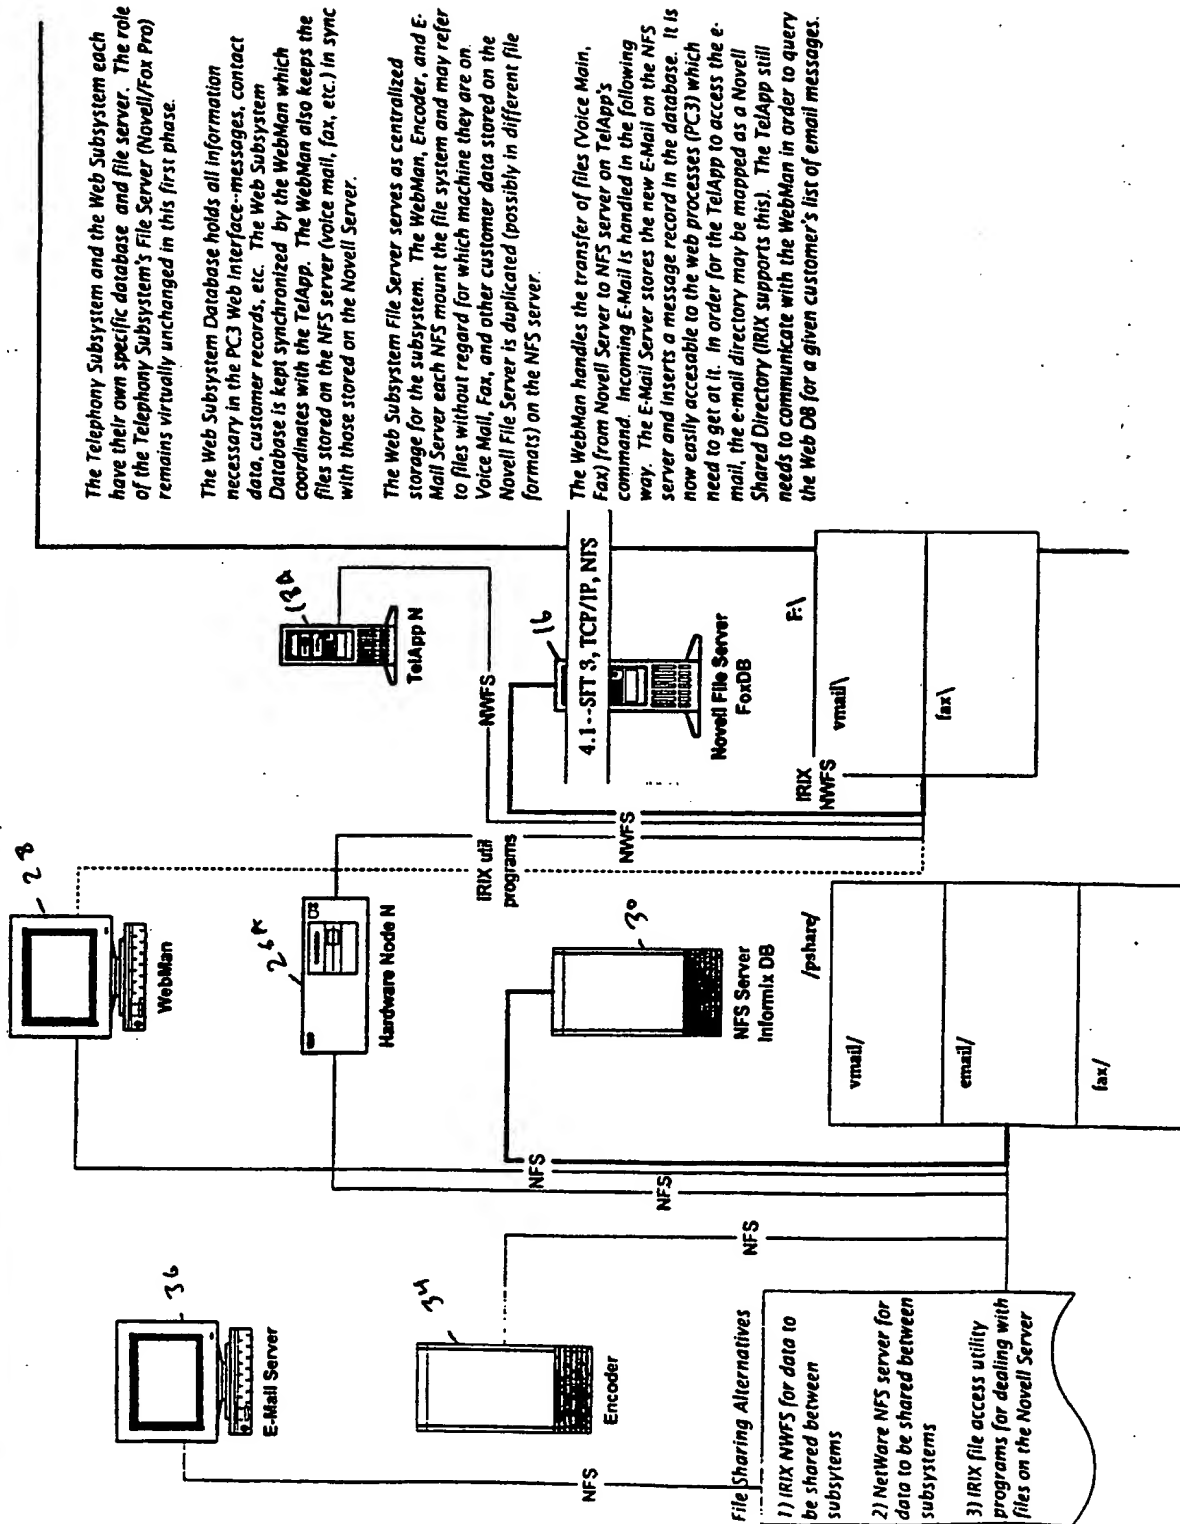 36
E-Mail Server
NFS
34
Encoder
NFS
File Sharing Alternatives
1) IRIX NWFS for data to
be shared between
subsytems
2) NetWare NFS server for
data to be shared between
subsystems
3) IRIX file access utility
programs for dealing with
files on the Novell Server
28
WebMan
26A
Hardware Node N
NFS
NFS
30
NFS Server
Informix DB
/pshare/
vmail/
email/
fax/
IRIX util
programs
18A
TelApp N
NWFS
NWFS
16
4.1--SFT 3, TCP/IP, NFS
Novell File Server
FoxDB
IRIX
NWFS
F:\
vmail\
fax\
The Telephony Subsystem and the Web Subsystem each
have their own specific database and file server. The role
of the Telephony Subsystem's File Server (Novell/Fox Pro)
remains virtually unchanged in this first phase.
The Web Subsystem Database holds all information
necessary in the PC3 Web Interface--messages, contact
data, customer records, etc. The Web Subsystem
Database is kept synchronized by the WebMan which
coordinates with the TelApp. The WebMan also keeps the
files stored on the NFS server (voice mail, fax, etc.) in sync
with those stored on the Novell Server.
The Web Subsystem File Server serves as centralized
storage for the subsystem. The WebMan, Encoder, and E-
Mail Server each NFS mount the file system and may refer
to files without regard for which machine they are on.
Voice Mail, Fax, and other customer data stored on the
Novell File Server is duplicated (possibly in different file
formats) on the NFS server.
The WebMan handles the transfer of files (Voice Main,
Fax) from Novell Server to NFS server on TelApp's
command. Incoming E-Mail is handled in the following
way. The E-Mail Server stores the new E-Mail on the NFS
server and inserts a message record in the database. It is
now easily accesable to the web processes (PC3) which
need to get at it. In order for the TelApp to access the e-
mail, the e-mail directory may be mapped as a Novell
Shared Directory (IRIX supports this). The TelApp still
needs to communicate with the WebMan in order to query
the Web DB for a given customer's list of email messages.